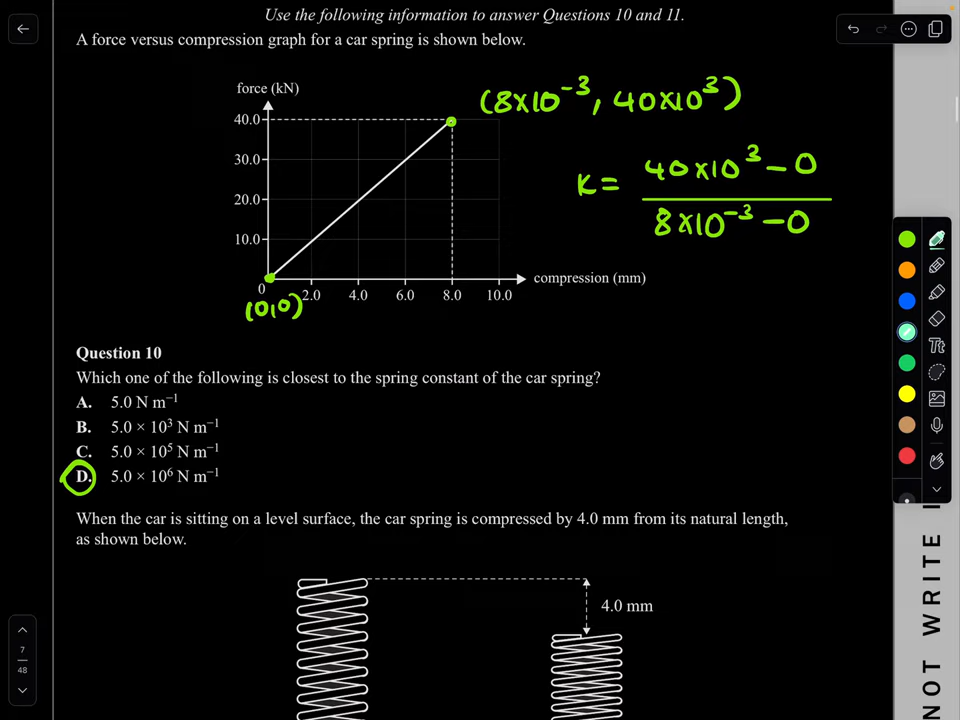 Use the following information to answer Questions 10 and 11.
A force versus compression graph for a car spring is shown below.
force (kN)
40.0
30.0
20.0
10.0
0
2.0
4.0
6.0
8.0
10.0
compression (mm)
(0,0)
(8×10⁻³, 40×10³)
K = 40×10³ − 0
8×10⁻³ − 0
Question 10
Which one of the following is closest to the spring constant of the car spring?
A. 5.0 N m⁻¹
B. 5.0 × 10³ N m⁻¹
C. 5.0 × 10⁵ N m⁻¹
D. 5.0 × 10⁶ N m⁻¹
When the car is sitting on a level surface, the car spring is compressed by 4.0 mm from its natural length,
as shown below.
4.0 mm
7
48
Tt
NOT WRITE